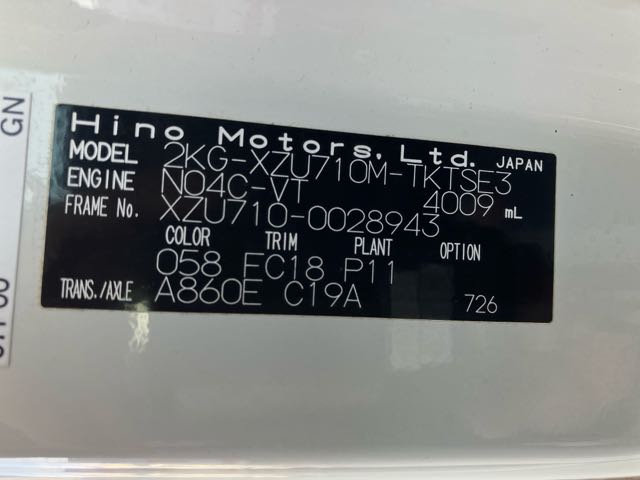 Hino Motors, Ltd. JAPAN
MODEL 2KG-XZU710M-TKTSE3
ENGINE N04C-VT 4009 mL
FRAME No. XZU710-0028943
COLOR TRIM PLANT OPTION
058 FC18 P11
TRANS./AXLE A860E C19A 726
GN